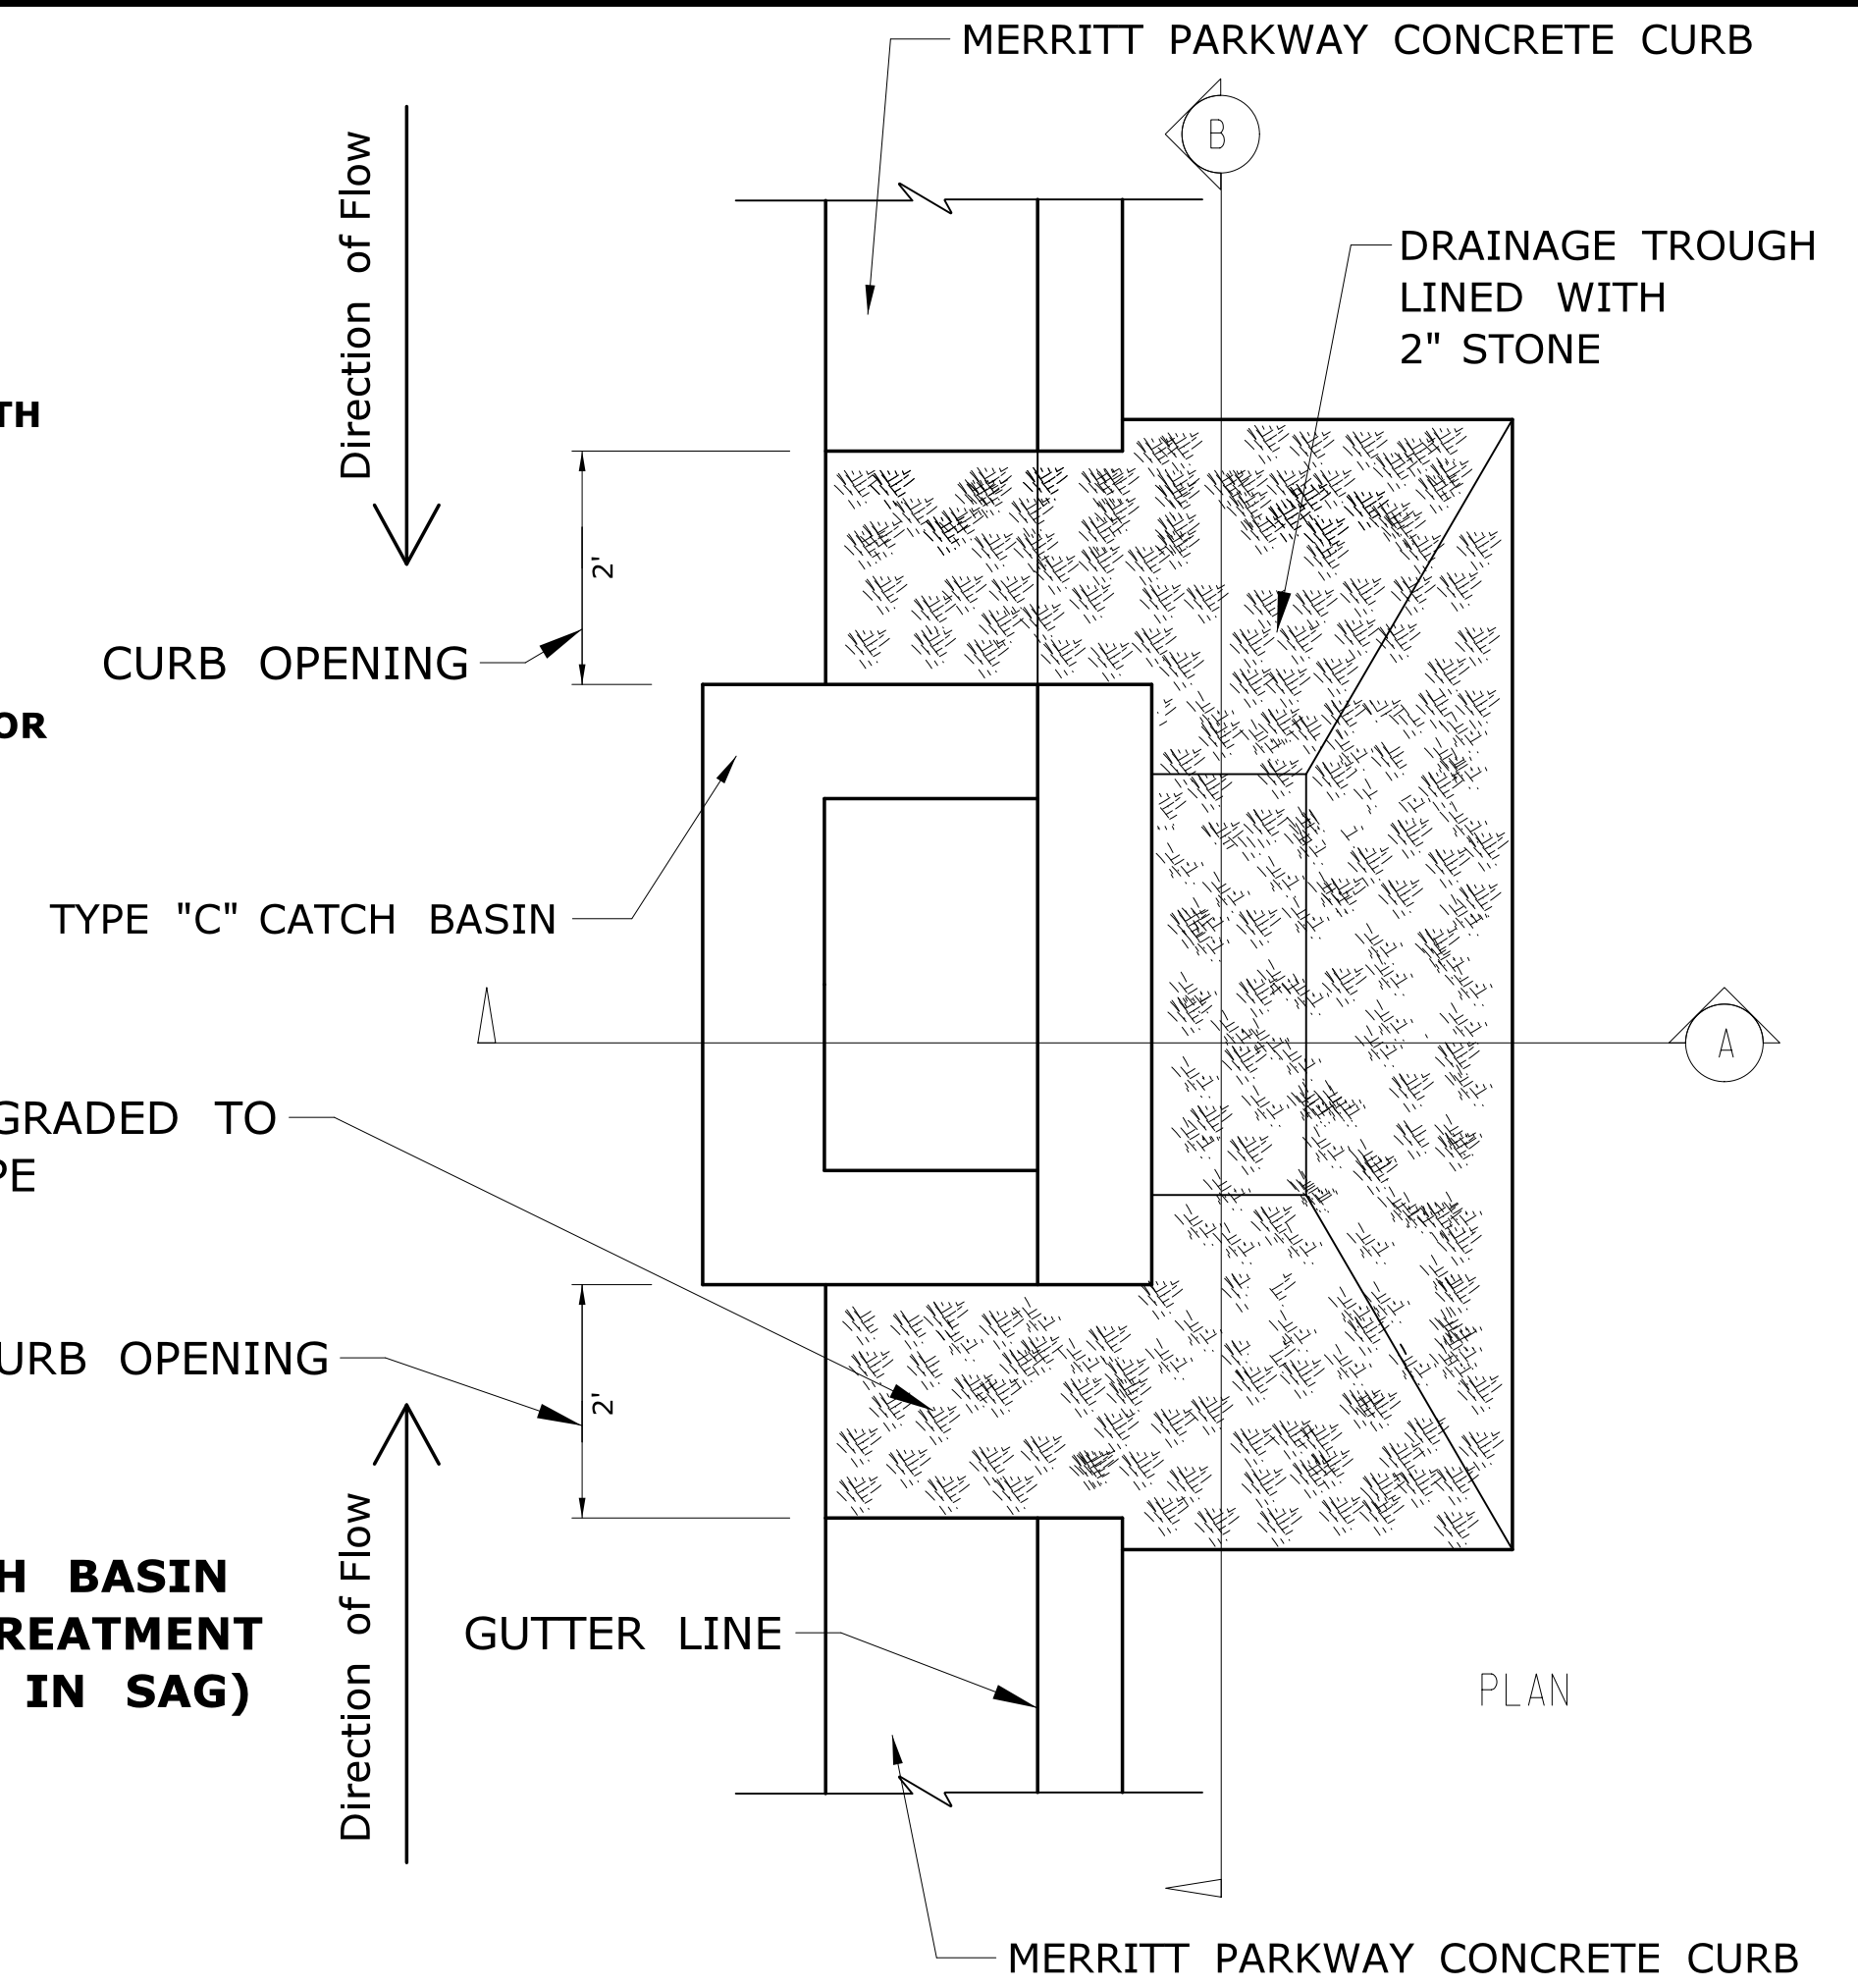 MERRITT PARKWAY CONCRETE CURB
B
Direction of Flow
DRAINAGE TROUGH
LINED WITH
2" STONE
TH
2'
CURB OPENING
OR
TYPE "C" CATCH BASIN
A
GRADED TO
PE
URB OPENING
2'
Direction of Flow
H BASIN
REATMENT
IN SAG)
GUTTER LINE
PLAN
MERRITT PARKWAY CONCRETE CURB